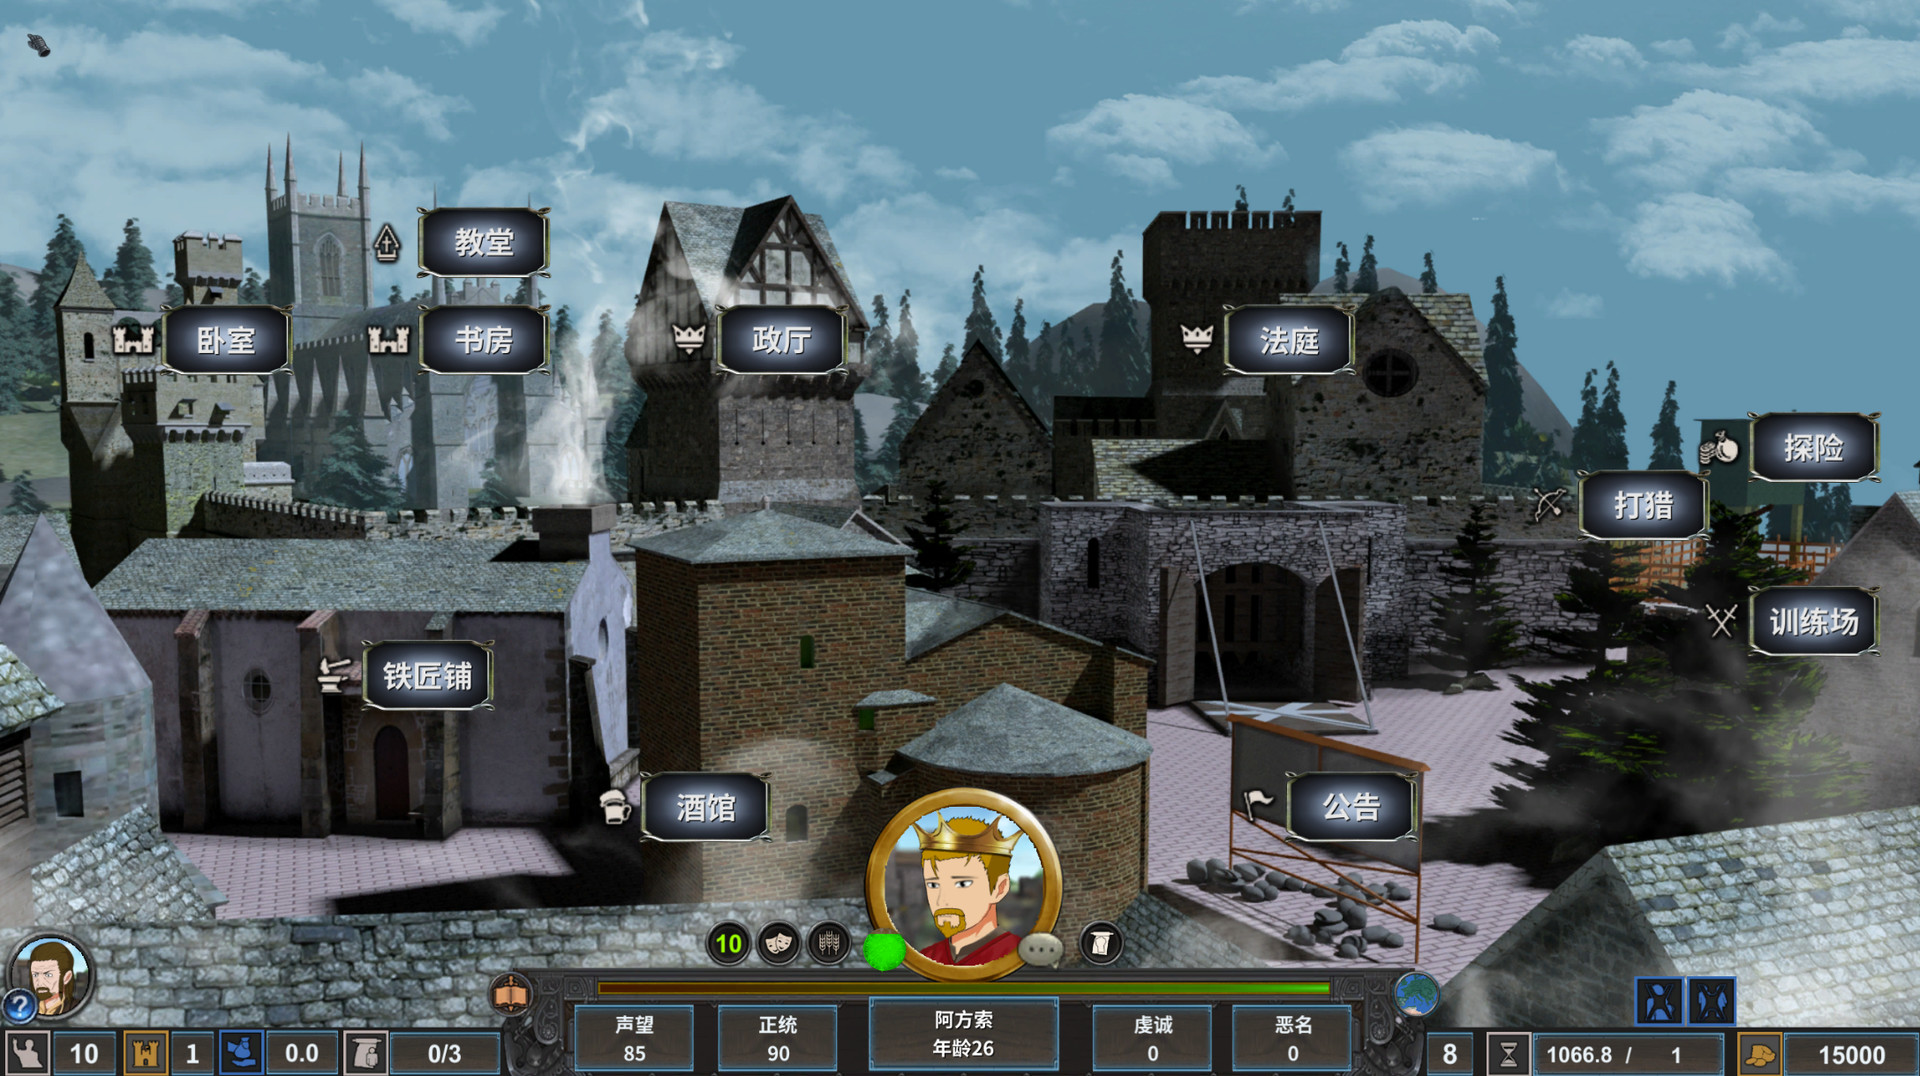 教堂
卧室
书房
政厅
法庭
探险
打猎
训练场
铁匠铺
酒馆
公告
10
?
声望
85
正统
90
阿方索
年龄26
虔诚
0
恶名
0
10
1
0.0
0/3
8
1066.8 / 1
15000